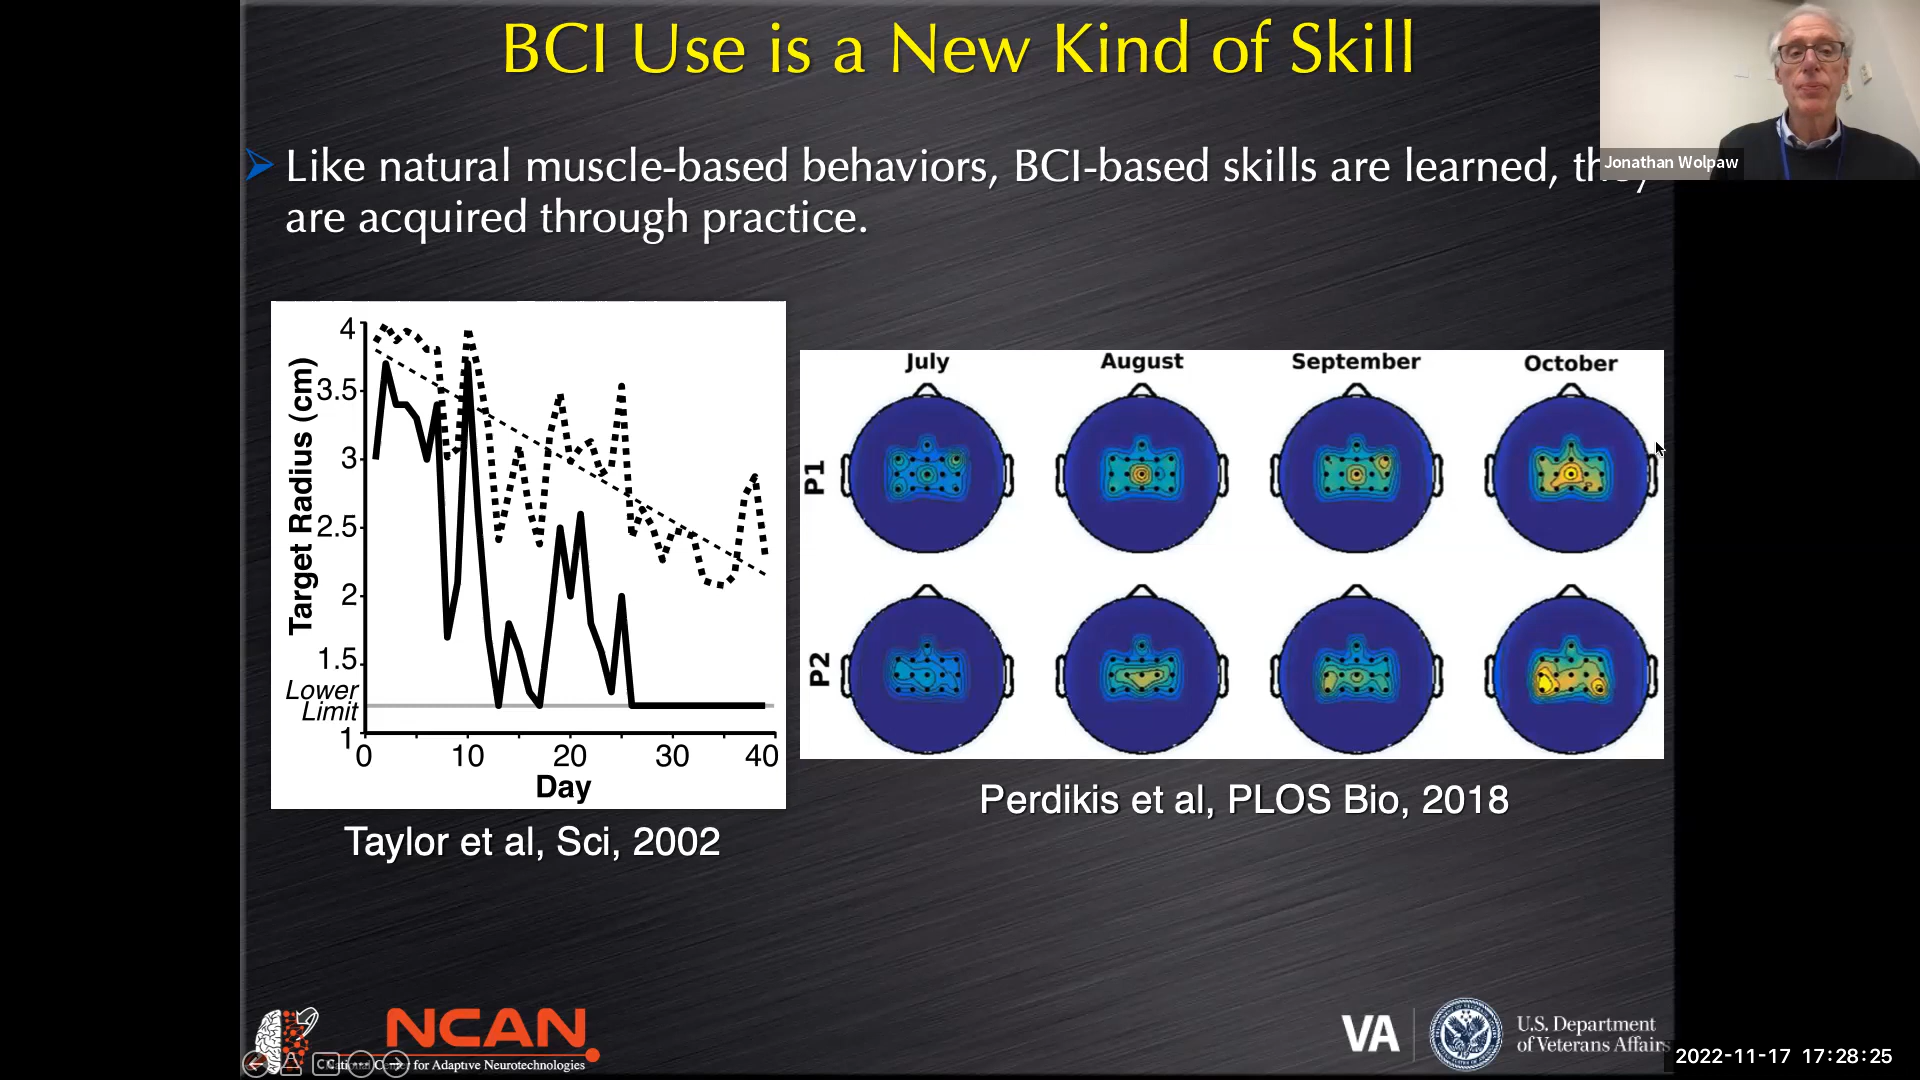 BCI Use is a New Kind of Skill
Jonathan Wolpaw
Like natural muscle-based behaviors, BCI-based skills are learned, they
are acquired through practice.
Target Radius (cm)
4
3.5
3
2.5
2
1.5
Lower
Limit
1
0 10 20 30 40
Day
Taylor et al, Sci, 2002
July August September October
P1
P2
Perdikis et al, PLOS Bio, 2018
NCAN
for Adaptive Neurotechnologies
VA
U.S. Department
of Veterans Affairs
2022-11-17 17:28:25